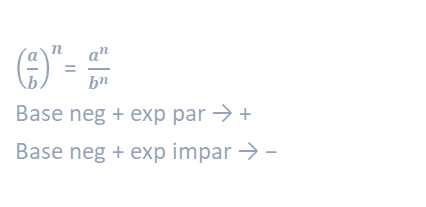 (a/b)^n = a^n/b^n
Base neg + exp par → +
Base neg + exp impar → −